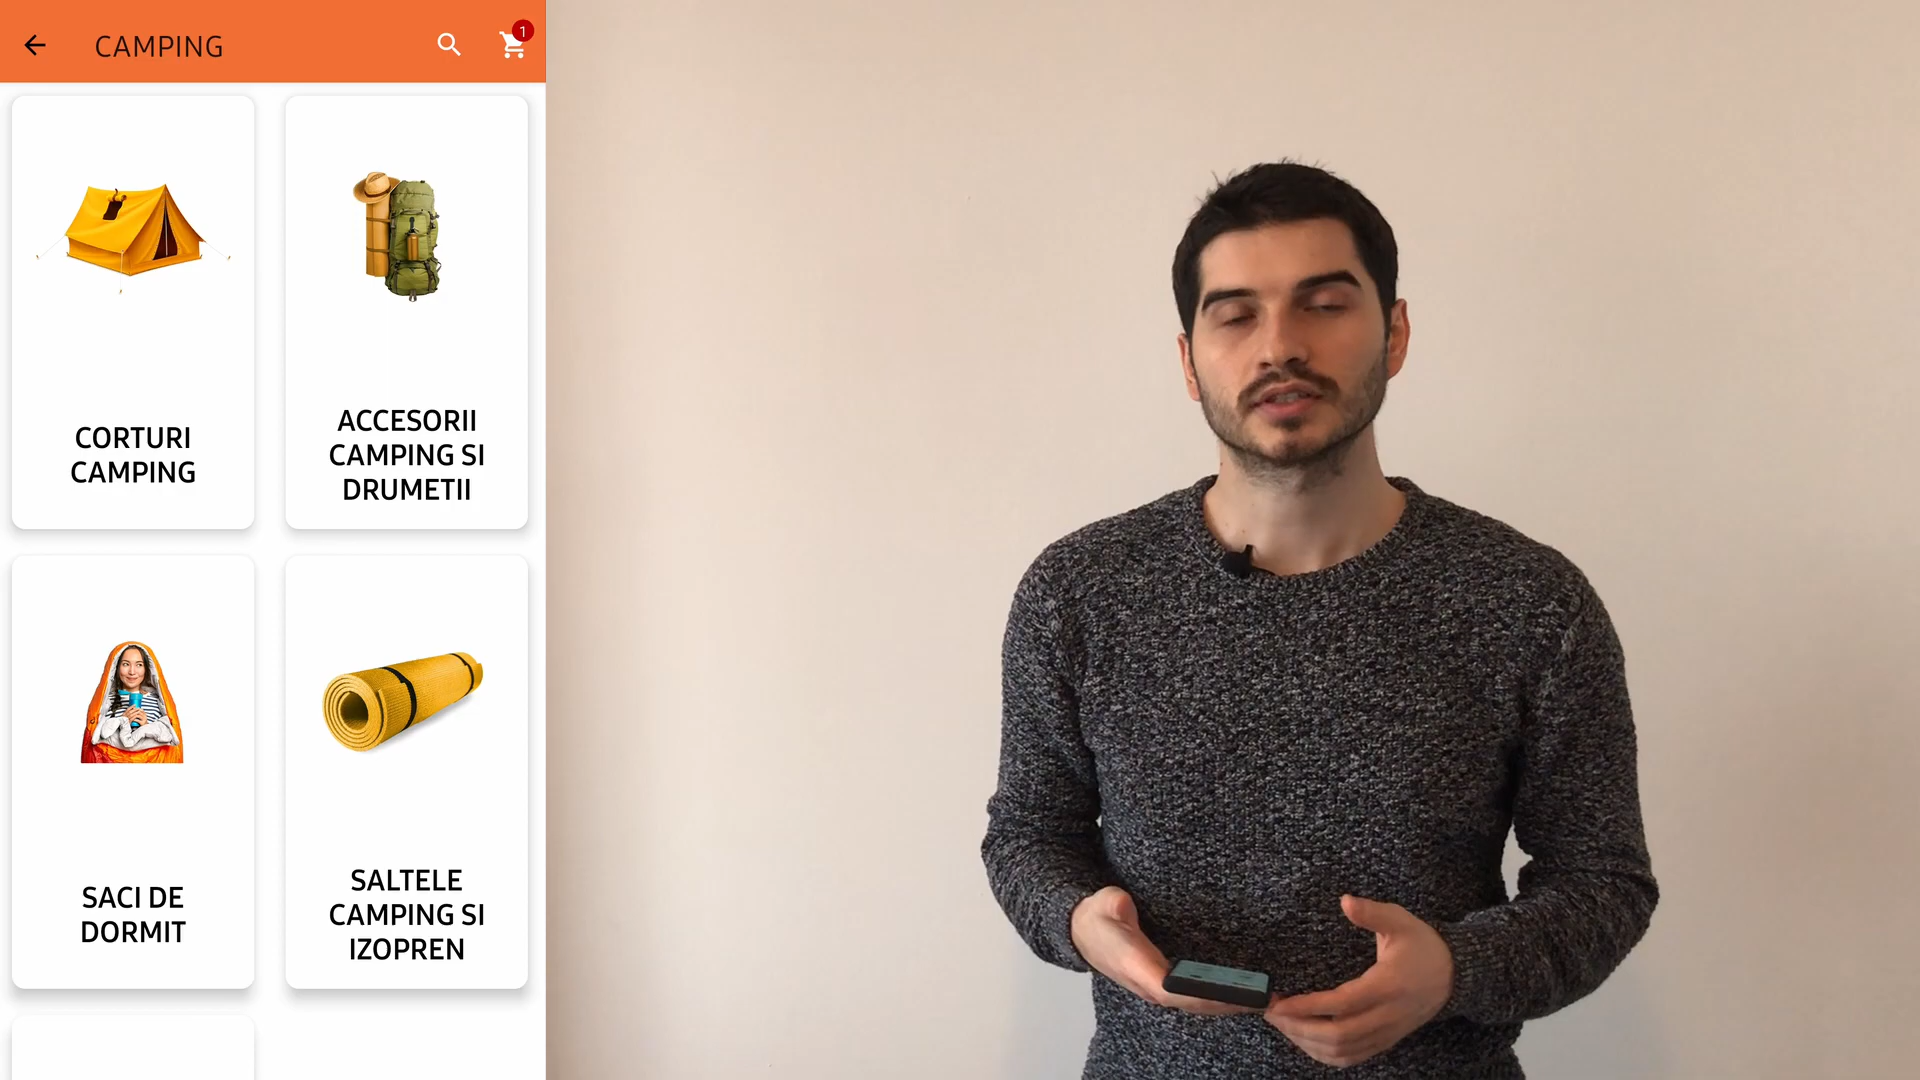 CAMPING
1
CORTURI
CAMPING
ACCESORII
CAMPING SI
DRUMETII
SACI DE
DORMIT
SALTELE
CAMPING SI
IZOPREN